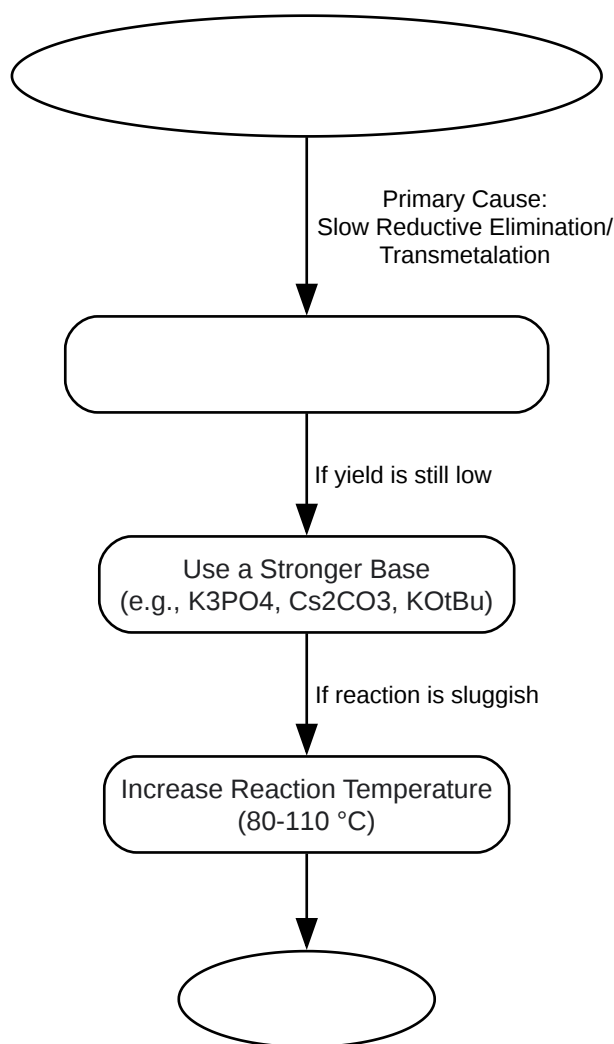 Primary Cause:
Slow Reductive Elimination/
Transmetalation
If yield is still low
Use a Stronger Base
(e.g., K3PO4, Cs2CO3, KOtBu)
If reaction is sluggish
Increase Reaction Temperature
(80-110 °C)